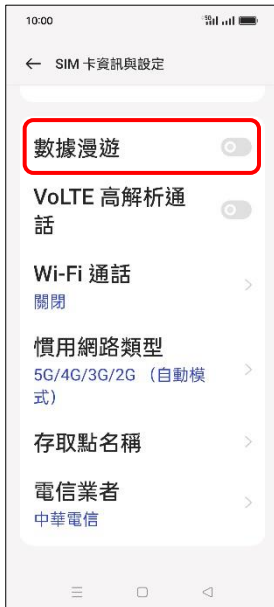 10:00
5G
← SIM 卡資訊與設定
數據漫遊
VoLTE 高解析通
話
Wi-Fi 通話
關閉
慣用網路類型
5G/4G/3G/2G （自動模
式）
存取點名稱
電信業者
中華電信